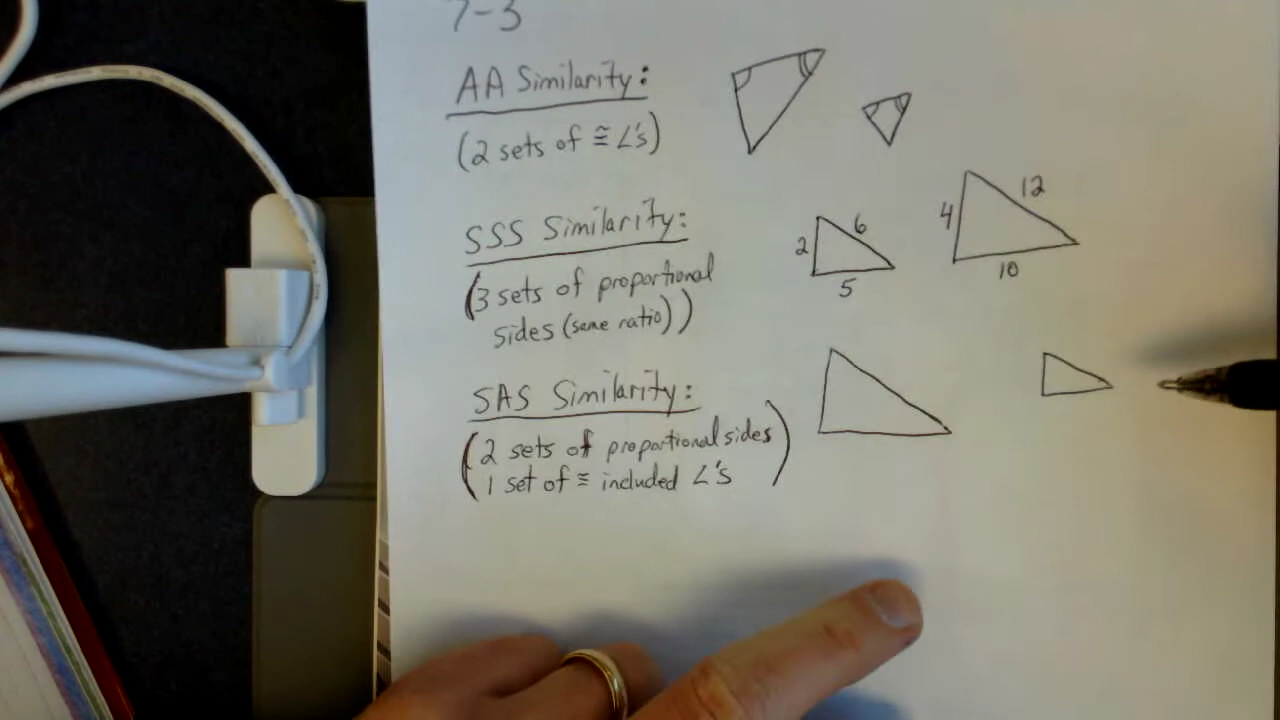 7-3
AA Similarity:
(2 sets of ≅ ∠'s)
SSS Similarity:
(3 sets of proportional
sides (same ratio))
2
6
5
4
12
10
SAS Similarity:
(2 sets of proportional sides
1 set of ≅ included ∠'s)